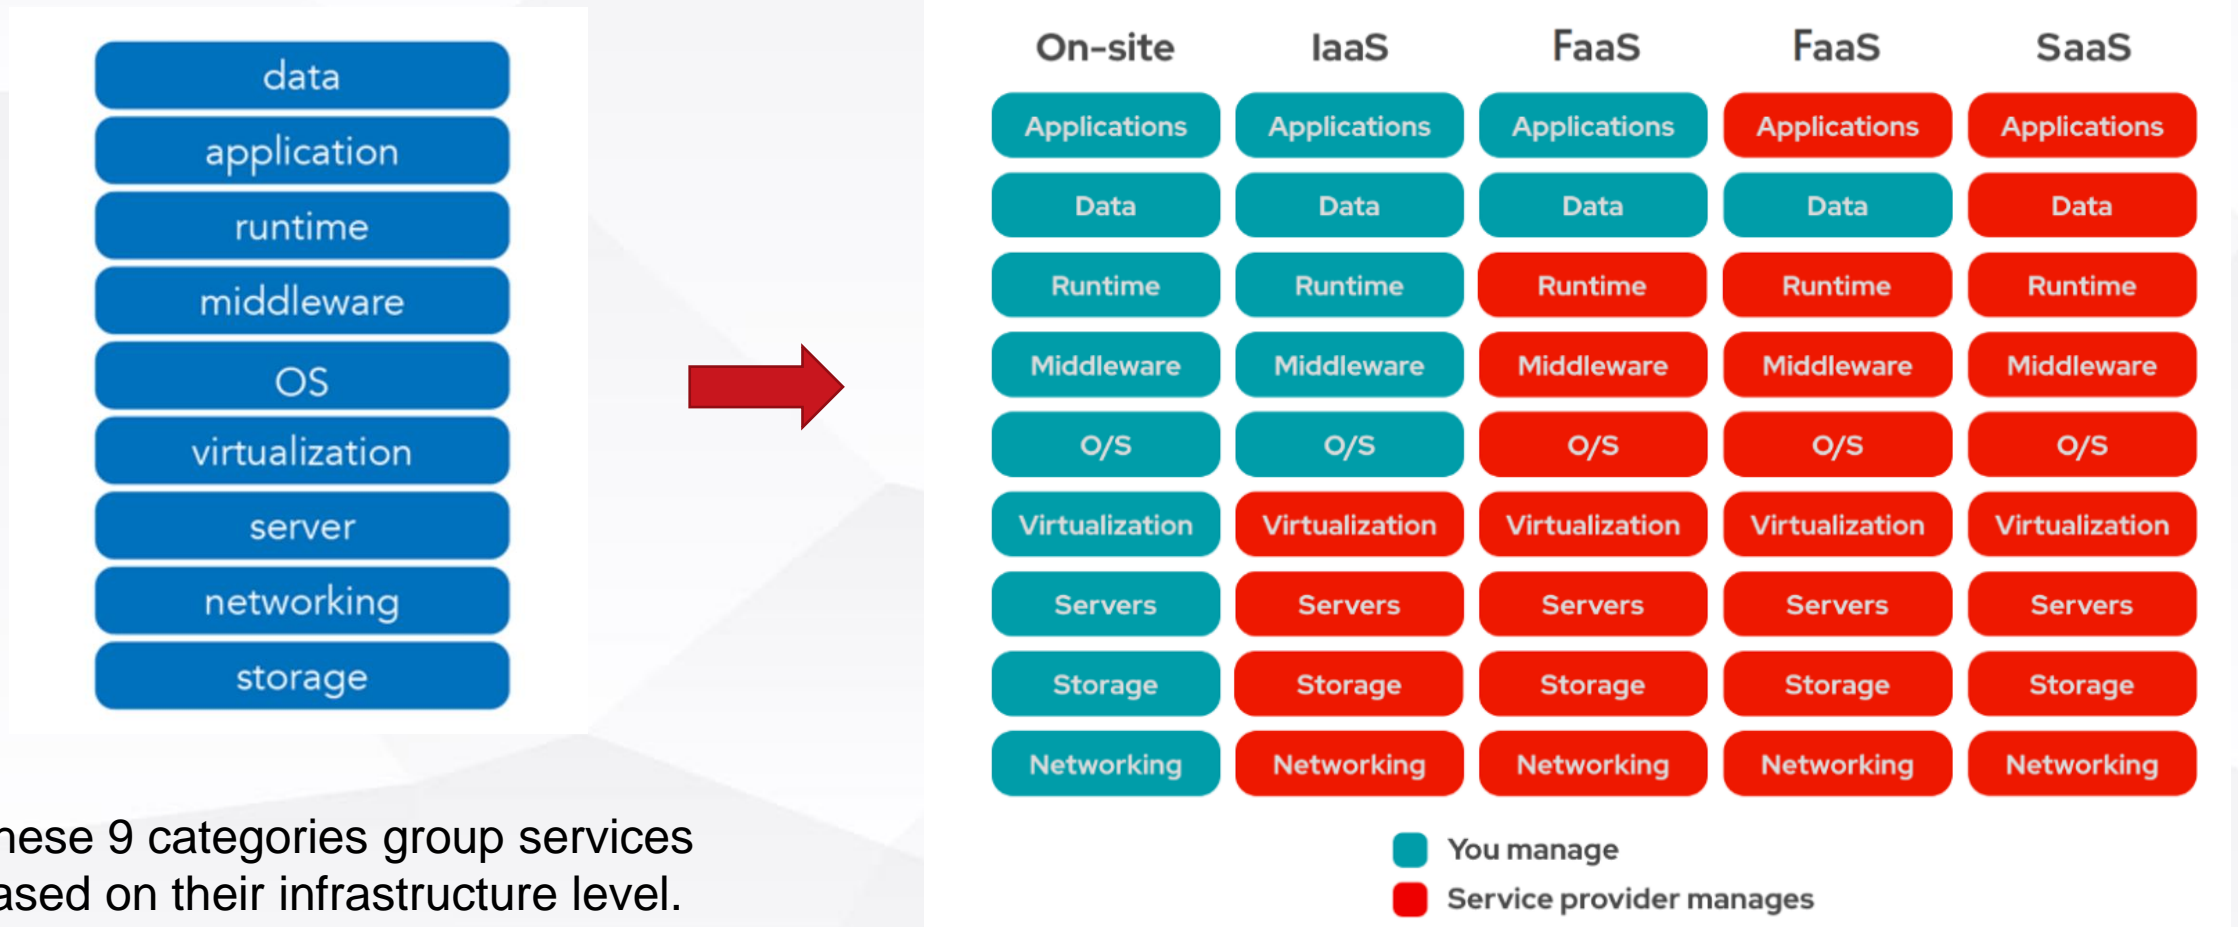 data
application
runtime
middleware
OS
virtualization
server
networking
storage
hese 9 categories group services
ased on their infrastructure level.
On-site IaaS FaaS FaaS SaaS
Applications Applications Applications Applications Applications
Data Data Data Data Data
Runtime Runtime Runtime Runtime Runtime
Middleware Middleware Middleware Middleware Middleware
O/S O/S O/S O/S O/S
Virtualization Virtualization Virtualization Virtualization Virtualization
Servers Servers Servers Servers Servers
Storage Storage Storage Storage Storage
Networking Networking Networking Networking Networking
You manage
Service provider manages